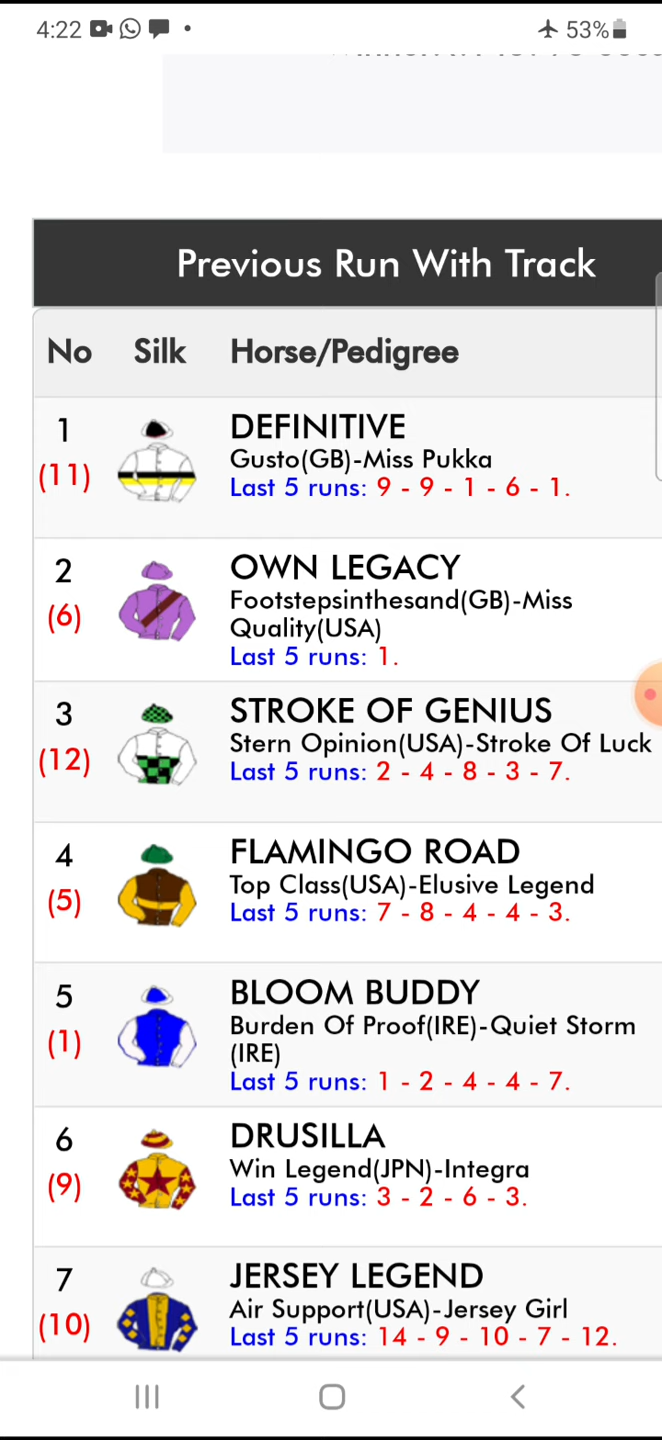 4:22
53%
Previous Run With Track
No Silk Horse/Pedigree
1 DEFINITIVE
(11) Gusto(GB)-Miss Pukka
Last 5 runs: 9 - 9 - 1 - 6 - 1.
2 OWN LEGACY
(6) Footstepsinthesand(GB)-Miss
Quality(USA)
Last 5 runs: 1.
3 STROKE OF GENIUS
(12) Stern Opinion(USA)-Stroke Of Luck
Last 5 runs: 2 - 4 - 8 - 3 - 7.
4 FLAMINGO ROAD
(5) Top Class(USA)-Elusive Legend
Last 5 runs: 7 - 8 - 4 - 4 - 3.
5 BLOOM BUDDY
(1) Burden Of Proof(IRE)-Quiet Storm
(IRE)
Last 5 runs: 1 - 2 - 4 - 4 - 7.
6 DRUSILLA
(9) Win Legend(JPN)-Integra
Last 5 runs: 3 - 2 - 6 - 3.
7 JERSEY LEGEND
(10) Air Support(USA)-Jersey Girl
Last 5 runs: 14 - 9 - 10 - 7 - 12.